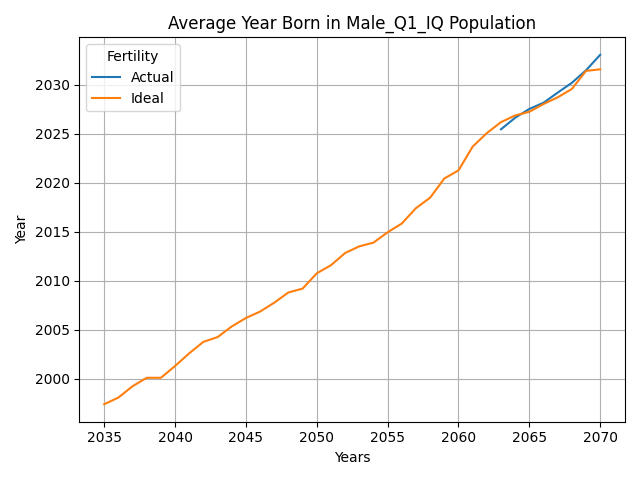 Average Year Born in Male_Q1_IQ Population
Fertility
Actual
Ideal
Year
2030
2025
2020
2015
2010
2005
2000
2035 2040 2045 2050 2055 2060 2065 2070
Years